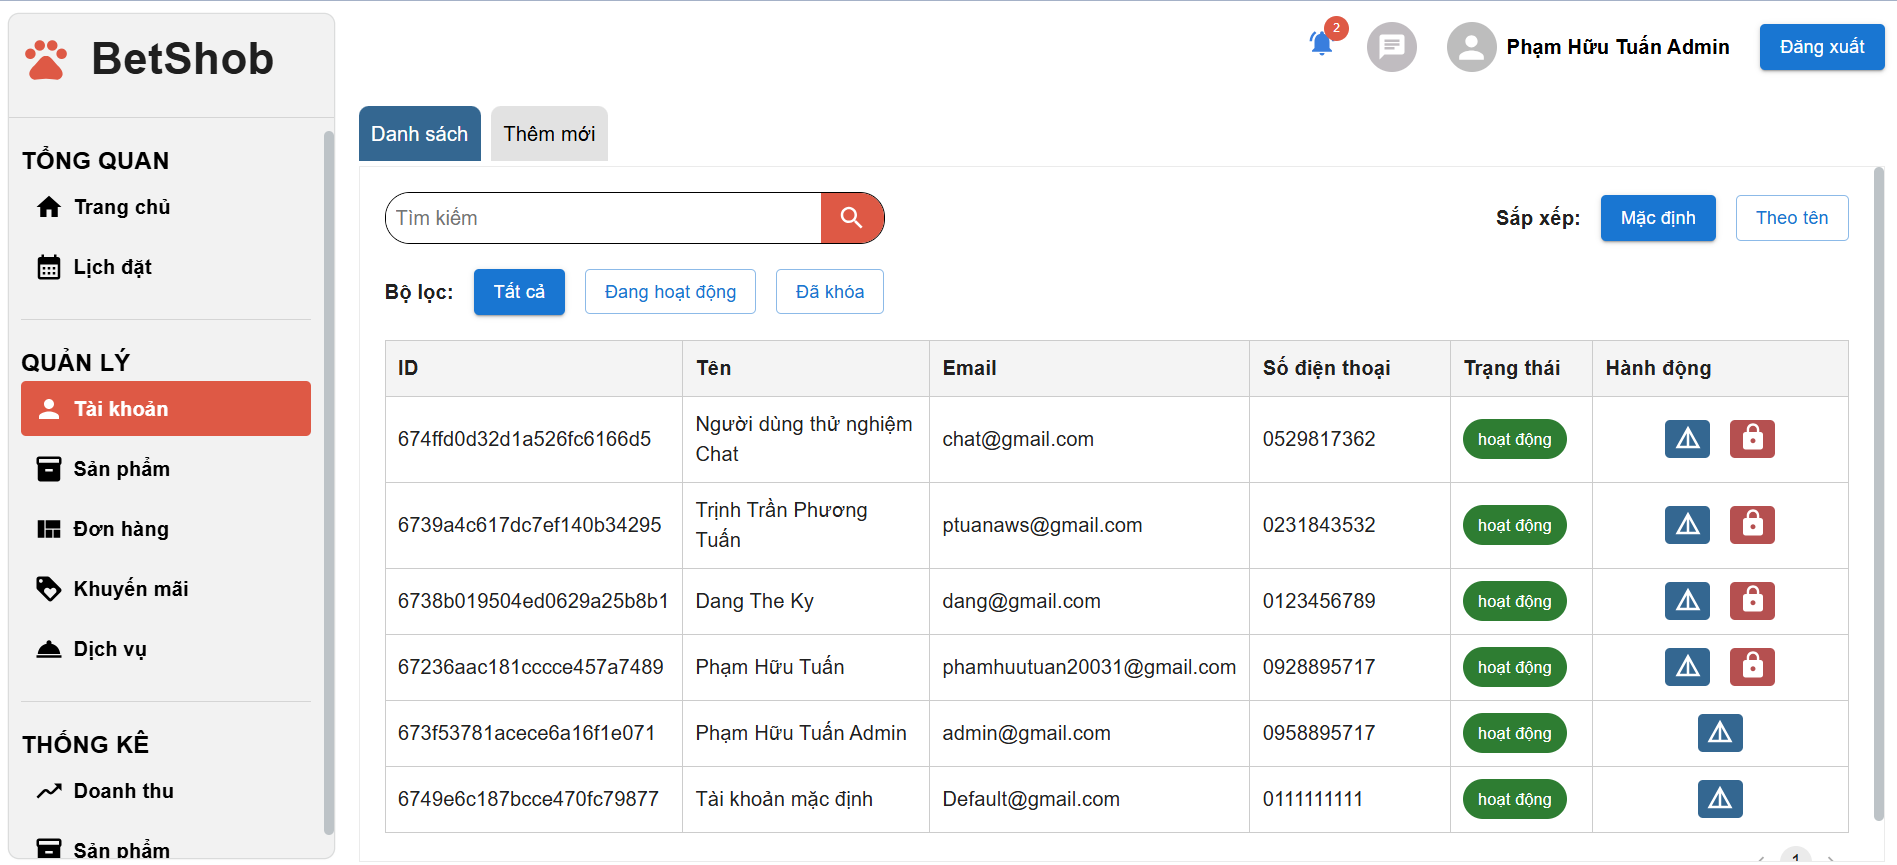 BetShob
2
Phạm Hữu Tuấn Admin
Đăng xuất
TỔNG QUAN
Trang chủ
Lịch đặt
QUẢN LÝ
Tài khoản
Sản phẩm
Đơn hàng
Khuyến mãi
Dịch vụ
THỐNG KÊ
Doanh thu
Sản phẩm
Danh sách
Thêm mới
Tìm kiếm
Sắp xếp:
Mặc định
Theo tên
Bộ lọc:
Tất cả
Đang hoạt động
Đã khóa
ID Tên Email Số điện thoại Trạng thái Hành động
674ffd0d32d1a526fc6166d5 Người dùng thử nghiệm chat@gmail.com 0529817362 hoạt động
Chat
6739a4c617dc7ef140b34295 Trịnh Trần Phương ptuanaws@gmail.com 0231843532 hoạt động
Tuấn
6738b019504ed0629a25b8b1 Dang The Ky dang@gmail.com 0123456789 hoạt động
67236aac181cccce457a7489 Phạm Hữu Tuấn phamhuutuan20031@gmail.com 0928895717 hoạt động
673f53781acece6a16f1e071 Phạm Hữu Tuấn Admin admin@gmail.com 0958895717 hoạt động
6749e6c187bcce470fc79877 Tài khoản mặc định Default@gmail.com 0111111111 hoạt động
1